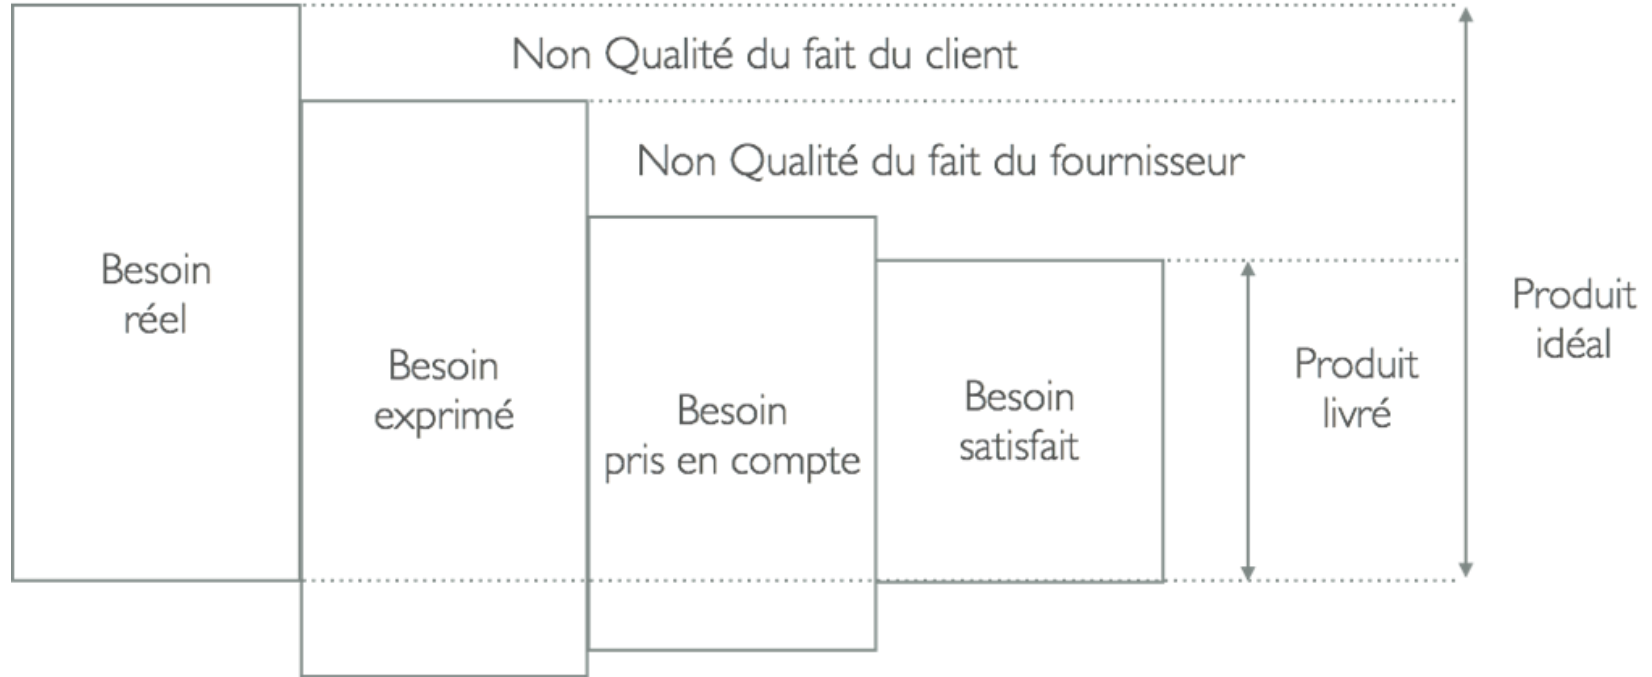 Non Qualité du fait du client
Non Qualité du fait du fournisseur
Besoin
réel
Besoin
exprimé
Besoin
pris en compte
Besoin
satisfait
Produit
livré
Produit
idéal